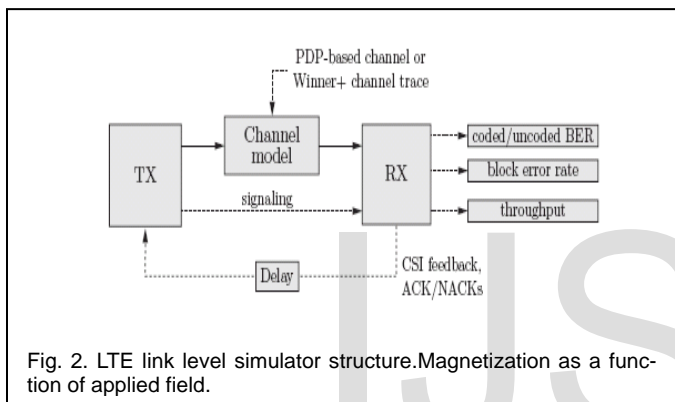 PDP-based channel or
Winner+ channel trace
Channel
model
TX
RX
signaling
coded/uncoded BER
block error rate
throughput
Delay
CSI feedback,
ACK/NACKs
IJS
Fig. 2. LTE link level simulator structure.Magnetization as a func-
tion of applied field.